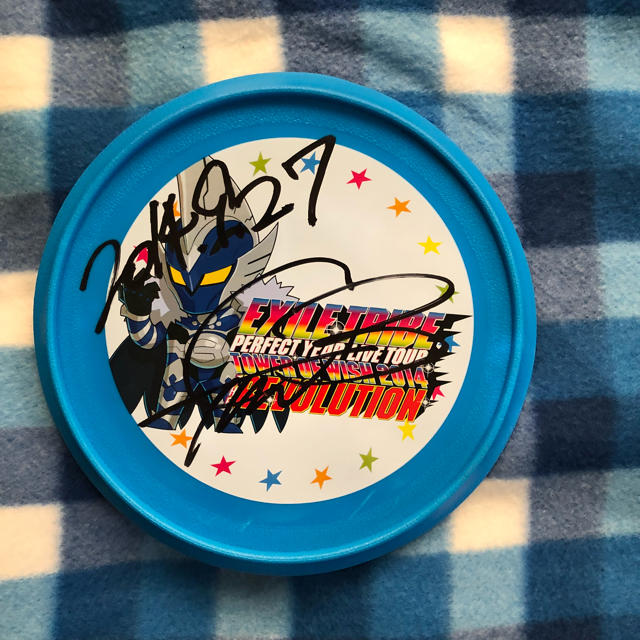 2014.9.27
EXILE TRIBE
PERFECT YEAR LIVE TOUR
TOWER OF WISH 2014
THE REVOLUTION